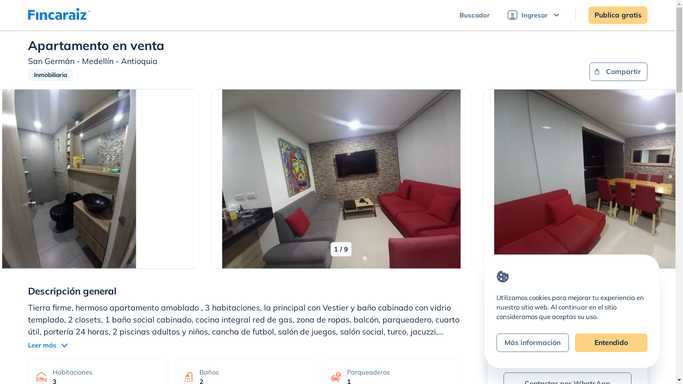 Fincaraiz
Buscador
Ingresar
Publica gratis
Apartamento en venta
San Germán - Medellín - Antioquia
Inmobiliaria
Compartir
1 / 9
Descripción general
Tierra firme, hermoso apartamento amoblado , 3 habitaciones, la principal con Vestier y baño cabinado con vidrio
templado, 2 closets, 1 baño social cabinado, cocina integral red de gas, zona de ropas, balcón, parqueadero, cuarto
útil, portería 24 horas, 2 piscinas adultos y niños, cancha de futbol, salón de juegos, salón social, turco, jacuzzi,...
Leer más
Habitaciones
3
Baños
2
Parqueaderos
1
Utilizamos cookies para mejorar tu experiencia en
nuestro sitio web. Al continuar en el sitio
consideramos que aceptas su uso.
Más información
Entendido
Contactar por WhatsApp